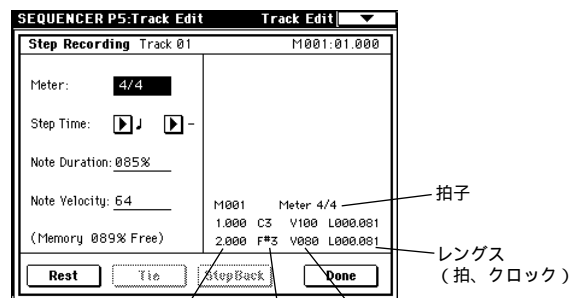 SEQUENCER P5:Track Edit Track Edit
Step Recording Track 01 M001:01.000
Meter: 4/4
Step Time: ♩ -
Note Duration: 085%
Note Velocity: 64
(Memory 089% Free)
M001 Meter 4/4
1.000 C3 V100 L000.081
2.000 F#3 V080 L000.081
Rest Tie StepBack Done
拍子
レングス
(拍、クロック)